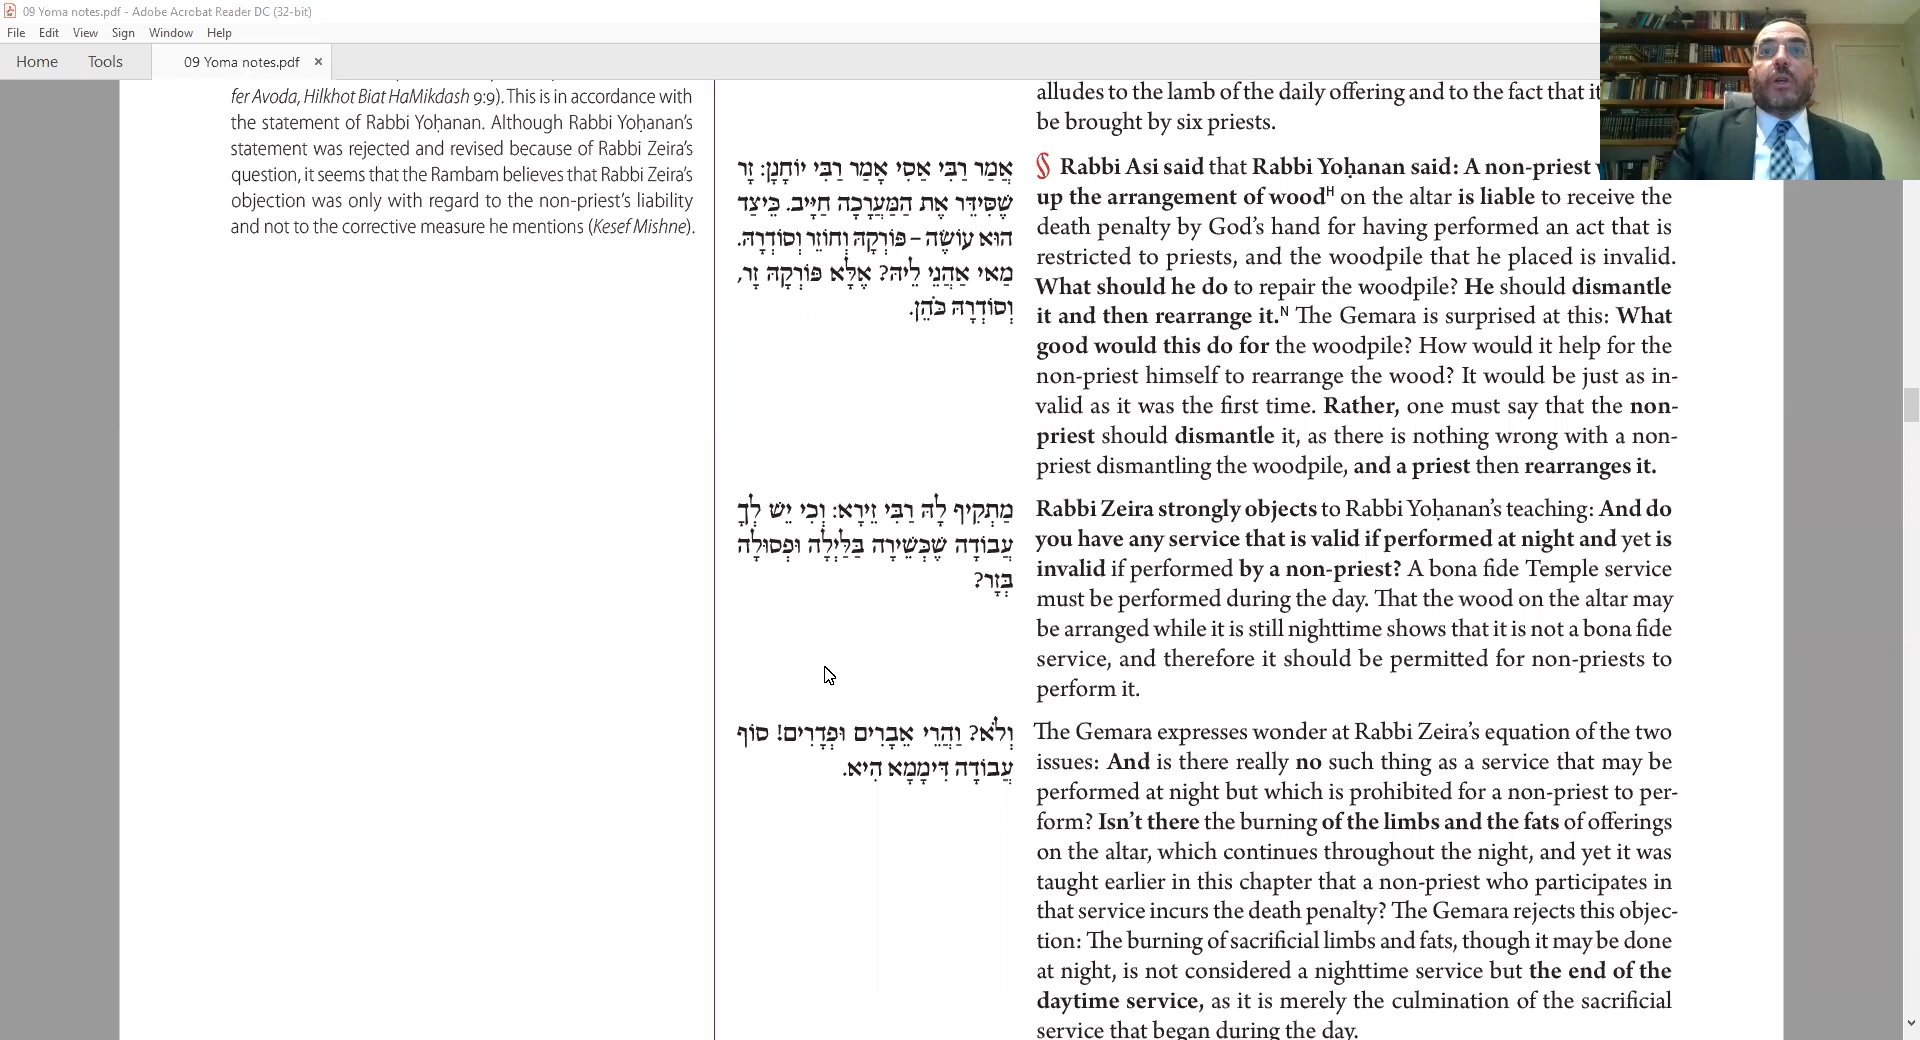 09 Yoma notes.pdf - Adobe Acrobat Reader DC (32-bit)
File Edit View Sign Window Help
Home Tools 09 Yoma notes.pdf ×
fer Avoda, Hilkhot Biat HaMikdash 9:9). This is in accordance with
the statement of Rabbi Yoḥanan. Although Rabbi Yoḥanan's
statement was rejected and revised because of Rabbi Zeira's
question, it seems that the Rambam believes that Rabbi Zeira's
objection was only with regard to the non-priest's liability
and not to the corrective measure he mentions (Kesef Mishne).
אֲמַר רַבִּי אַסִי אָמַר רַבִּי יוֹחָנָן: זָר
שֶׁסִּידֵּר אֶת הַמַּעֲרָכָה חַיָּיב. כֵּיצַד
הוּא עוֹשֶׂה – פּוֹרְקָהּ וְחוֹזֵר וְסוֹדְרָהּ.
מַאי אַהֲנֵי לֵיהּ? אֶלָּא פּוֹרְקָהּ זָר,
וְסוֹדְרָהּ כֹּהֵן.
מַתְקִיף לָהּ רַבִּי זֵירָא: וְכִי יֵשׁ לְךָ
עֲבוֹדָה שֶׁכְּשֵׁירָה בַּלַּיְלָה וּפְסוּלָה
בְּזָר?
וְלֹא? וַהֲרֵי אֵבָרִים וּפְדָרִים! סוֹף
עֲבוֹדָה דִּימָמָא הִיא.
alludes to the lamb of the daily offering and to the fact that it
be brought by six priests.
§ Rabbi Asi said that Rabbi Yoḥanan said: A non-priest
up the arrangement of woodᴴ on the altar is liable to receive the
death penalty by God's hand for having performed an act that is
restricted to priests, and the woodpile that he placed is invalid.
What should he do to repair the woodpile? He should dismantle
it and then rearrange it.ᴺ The Gemara is surprised at this: What
good would this do for the woodpile? How would it help for the
non-priest himself to rearrange the wood? It would be just as in-
valid as it was the first time. Rather, one must say that the non-
priest should dismantle it, as there is nothing wrong with a non-
priest dismantling the woodpile, and a priest then rearranges it.
Rabbi Zeira strongly objects to Rabbi Yoḥanan's teaching: And do
you have any service that is valid if performed at night and yet is
invalid if performed by a non-priest? A bona fide Temple service
must be performed during the day. That the wood on the altar may
be arranged while it is still nighttime shows that it is not a bona fide
service, and therefore it should be permitted for non-priests to
perform it.
The Gemara expresses wonder at Rabbi Zeira's equation of the two
issues: And is there really no such thing as a service that may be
performed at night but which is prohibited for a non-priest to per-
form? Isn't there the burning of the limbs and the fats of offerings
on the altar, which continues throughout the night, and yet it was
taught earlier in this chapter that a non-priest who participates in
that service incurs the death penalty? The Gemara rejects this objec-
tion: The burning of sacrificial limbs and fats, though it may be done
at night, is not considered a nighttime service but the end of the
daytime service, as it is merely the culmination of the sacrificial
service that began during the day.